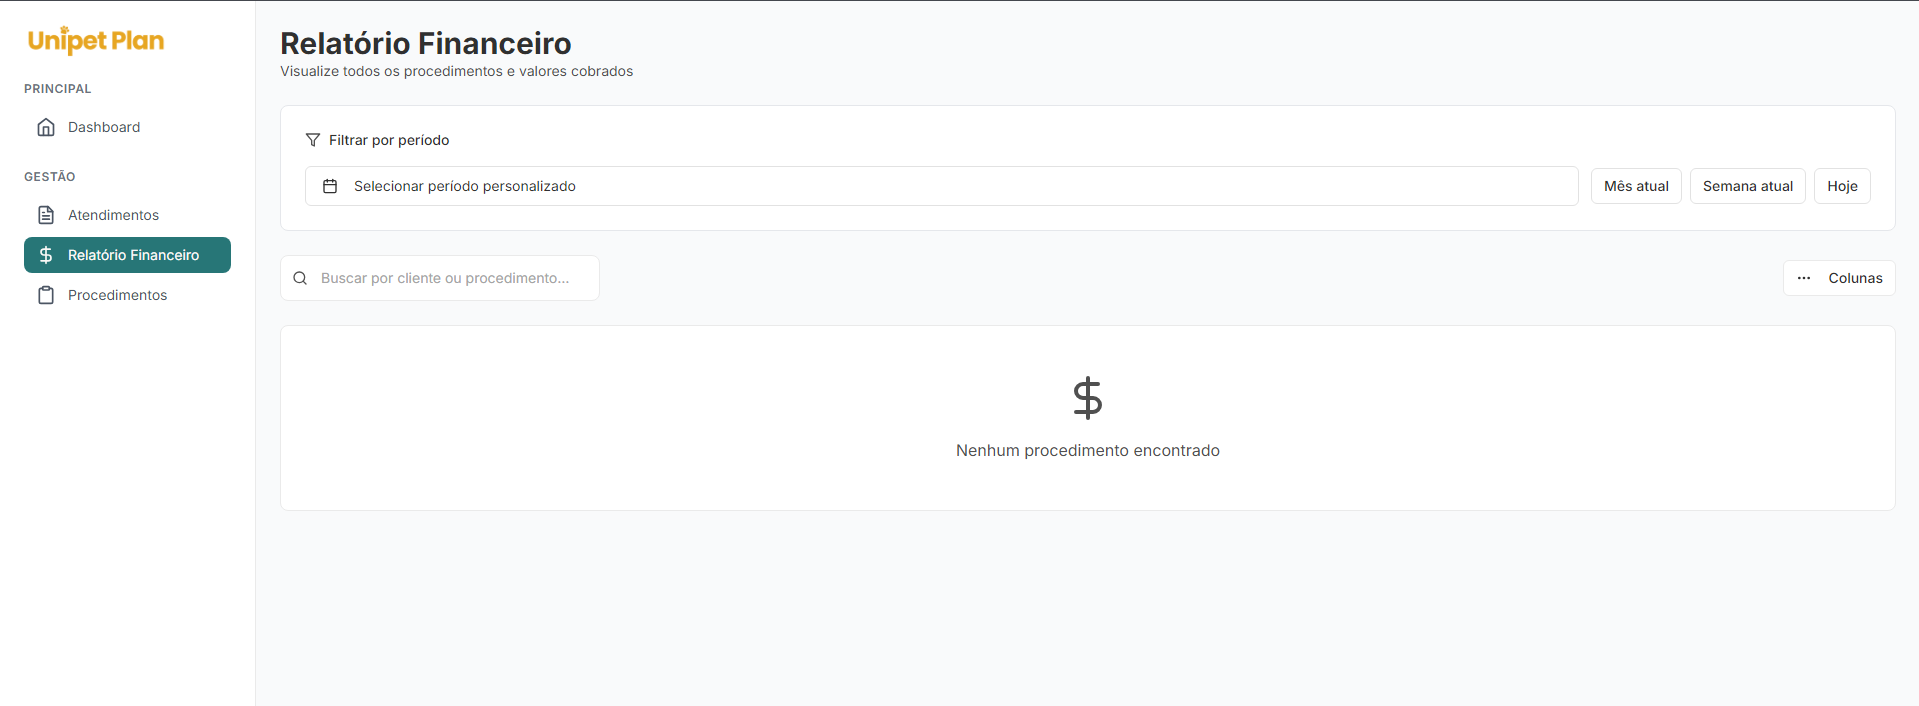 Unipet Plan
PRINCIPAL
Dashboard
GESTÃO
Atendimentos
Relatório Financeiro
Procedimentos
Relatório Financeiro
Visualize todos os procedimentos e valores cobrados
Filtrar por período
Selecionar período personalizado
Mês atual
Semana atual
Hoje
Buscar por cliente ou procedimento...
Colunas
Nenhum procedimento encontrado